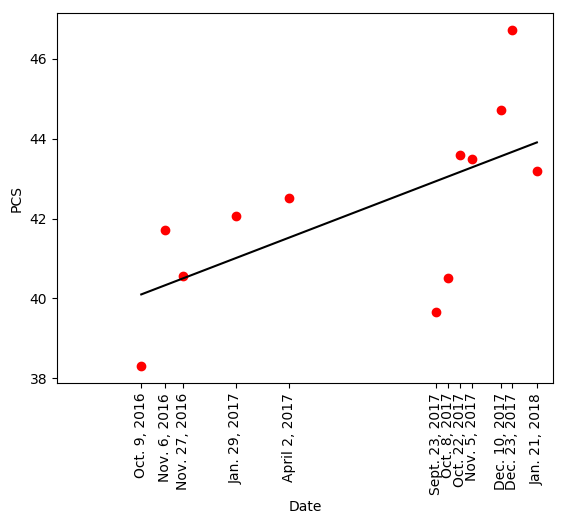 46
44
42
40
38
PCS
Oct. 9, 2016
Nov. 6, 2016
Nov. 27, 2016
Jan. 29, 2017
April 2, 2017
Sept. 23, 2017
Oct. 8, 2017
Oct. 22, 2017
Nov. 5, 2017
Dec. 10, 2017
Dec. 23, 2017
Jan. 21, 2018
Date